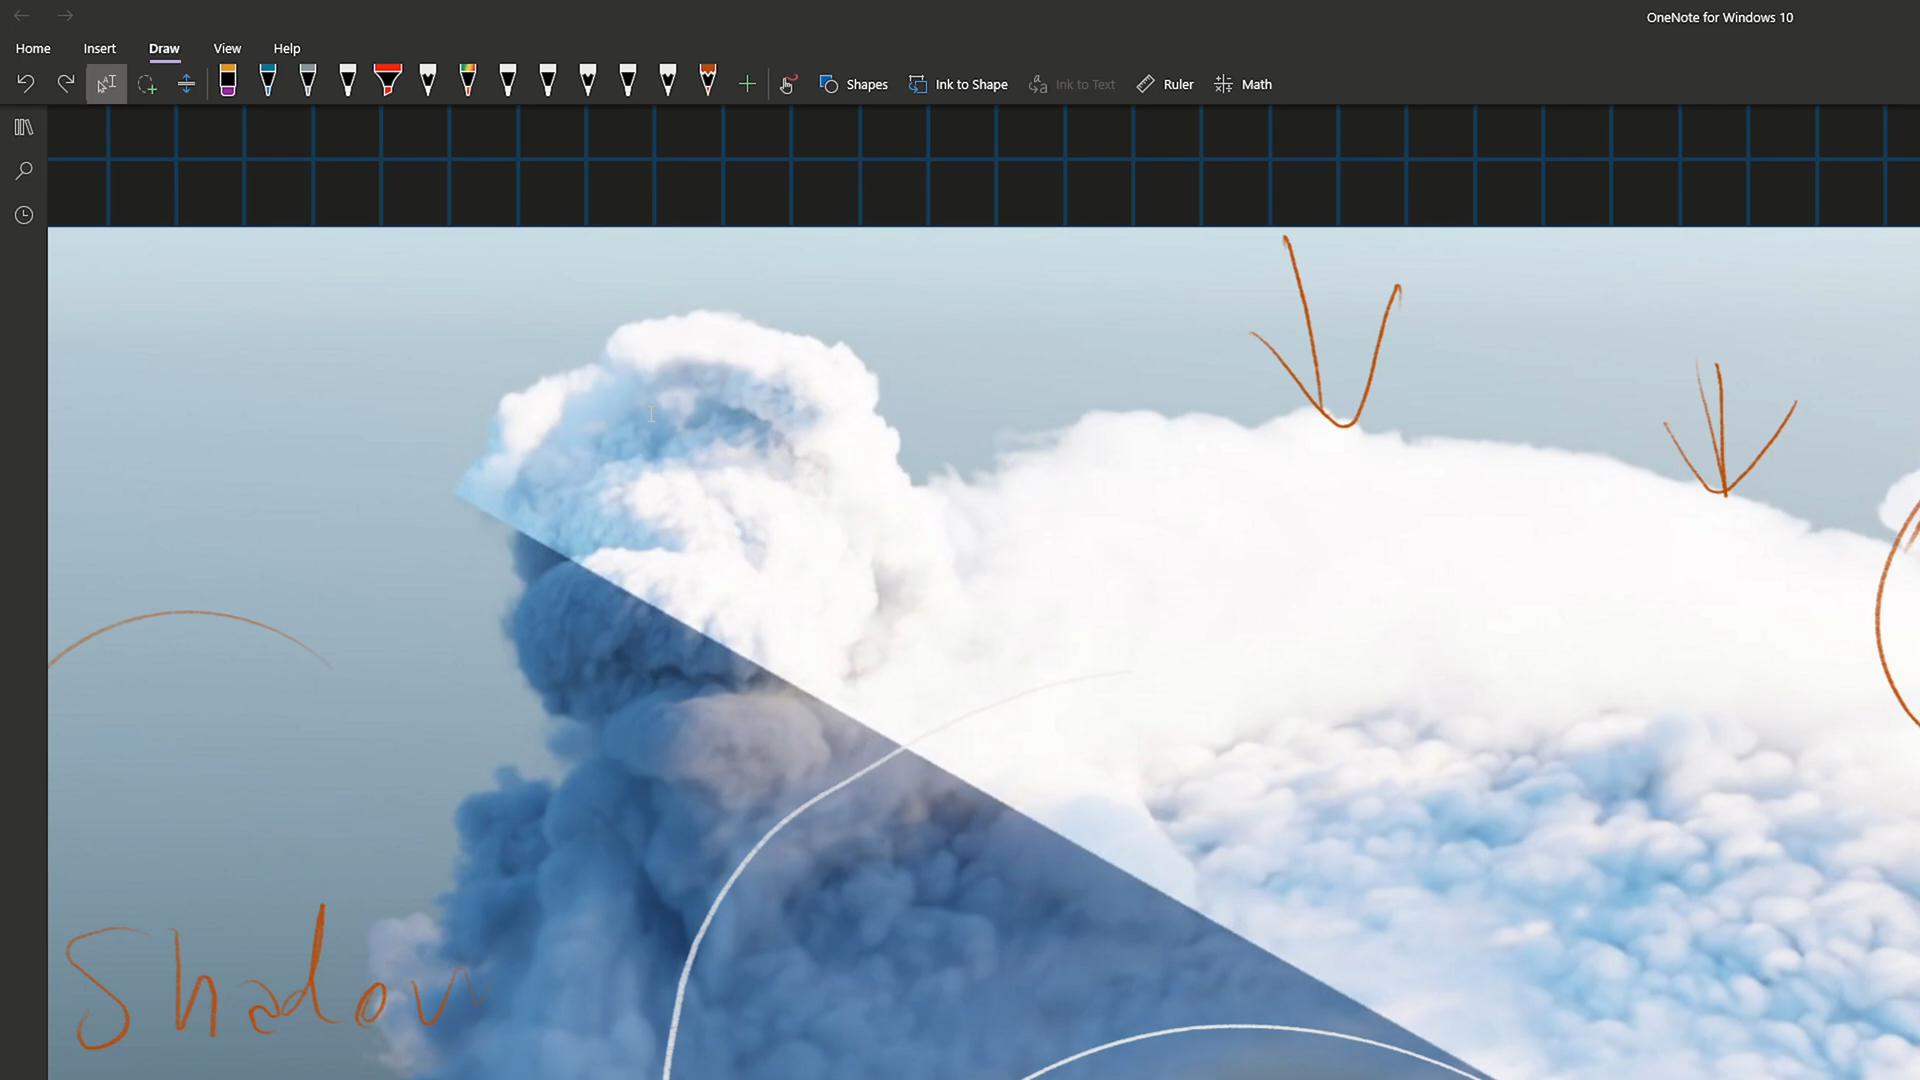 OneNote for Windows 10
Home Insert Draw View Help
Shapes Ink to Shape Ink to Text Ruler Math
Shadow